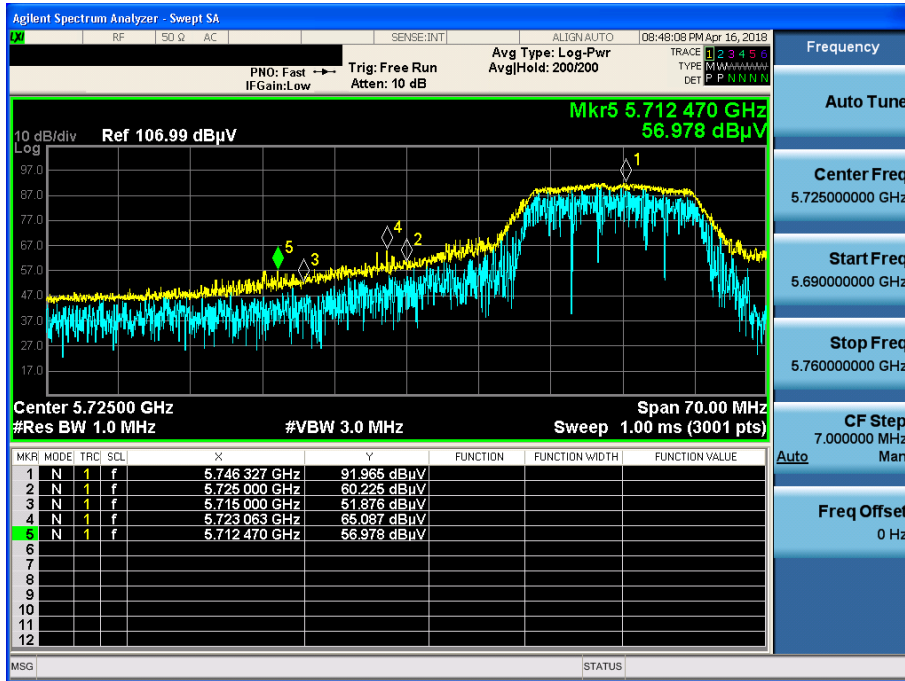 Agilent Spectrum Analyzer - Swept SA
LXI RF 50 Ω AC SENSE:INT ALIGN AUTO 08:48:08 PM Apr 16, 2018
PNO: Fast Trig: Free Run Avg Type: Log-Pwr TRACE 1 2 3 4 5 6
IFGain:Low Atten: 10 dB Avg|Hold: 200/200 TYPE M W
DET P P N N N N
Mkr5 5.712 470 GHz
56.978 dBµV
10 dB/div Ref 106.99 dBµV
Log
97.0
87.0
77.0
67.0
57.0
47.0
37.0
27.0
17.0
1
4
2
5
3
Center 5.72500 GHz Span 70.00 MHz
#Res BW 1.0 MHz #VBW 3.0 MHz Sweep 1.00 ms (3001 pts)
MKR MODE TRC SCL X Y FUNCTION FUNCTION WIDTH FUNCTION VALUE
1 N 1 f 5.746 327 GHz 91.965 dBµV
2 N 1 f 5.725 000 GHz 60.225 dBµV
3 N 1 f 5.715 000 GHz 51.876 dBµV
4 N 1 f 5.723 063 GHz 65.087 dBµV
5 N 1 f 5.712 470 GHz 56.978 dBµV
6
7
8
9
10
11
12
MSG STATUS
Frequency
Auto Tune
Center Freq
5.725000000 GHz
Start Freq
5.690000000 GHz
Stop Freq
5.760000000 GHz
CF Step
7.000000 MHz
Auto Man
Freq Offset
0 Hz